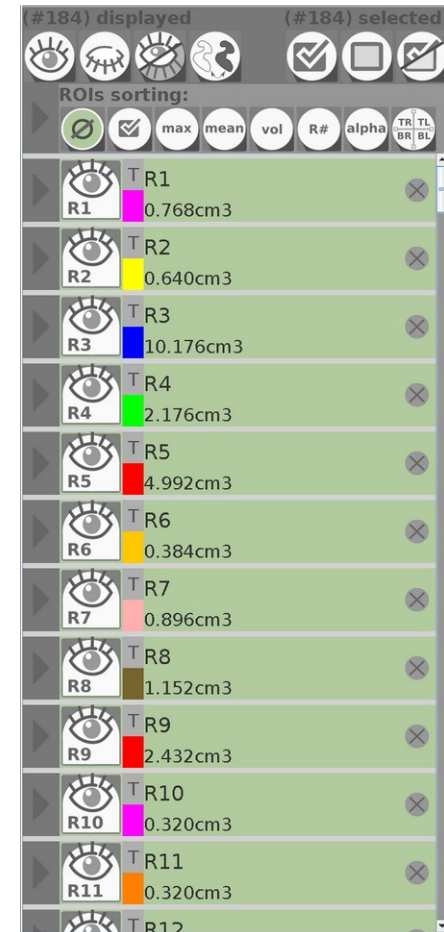 (#184) displayed (#184) selected
ROIs sorting:
max mean vol R# alpha TR TL
BR BL
T R1
R1 0.768cm3
T R2
R2 0.640cm3
T R3
R3 10.176cm3
T R4
R4 2.176cm3
T R5
R5 4.992cm3
T R6
R6 0.384cm3
T R7
R7 0.896cm3
T R8
R8 1.152cm3
T R9
R9 2.432cm3
T R10
R10 0.320cm3
T R11
R11 0.320cm3
T R12